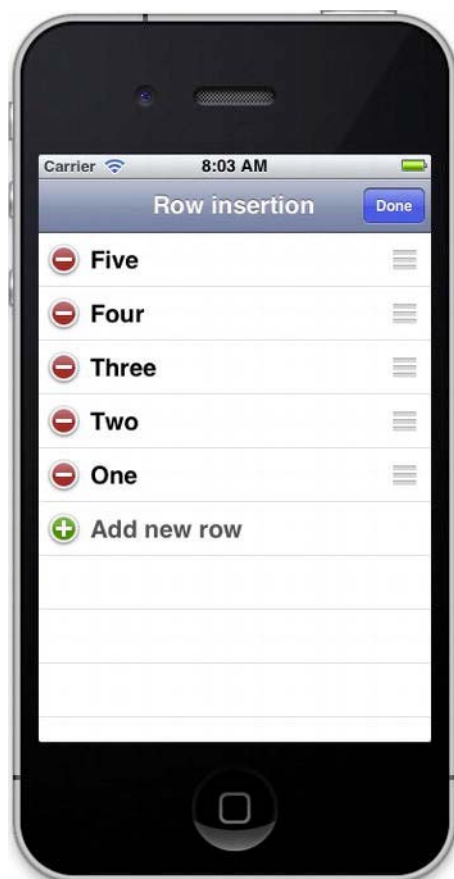 Carrier 8:03 AM
Row insertion Done
Five
Four
Three
Two
One
Add new row